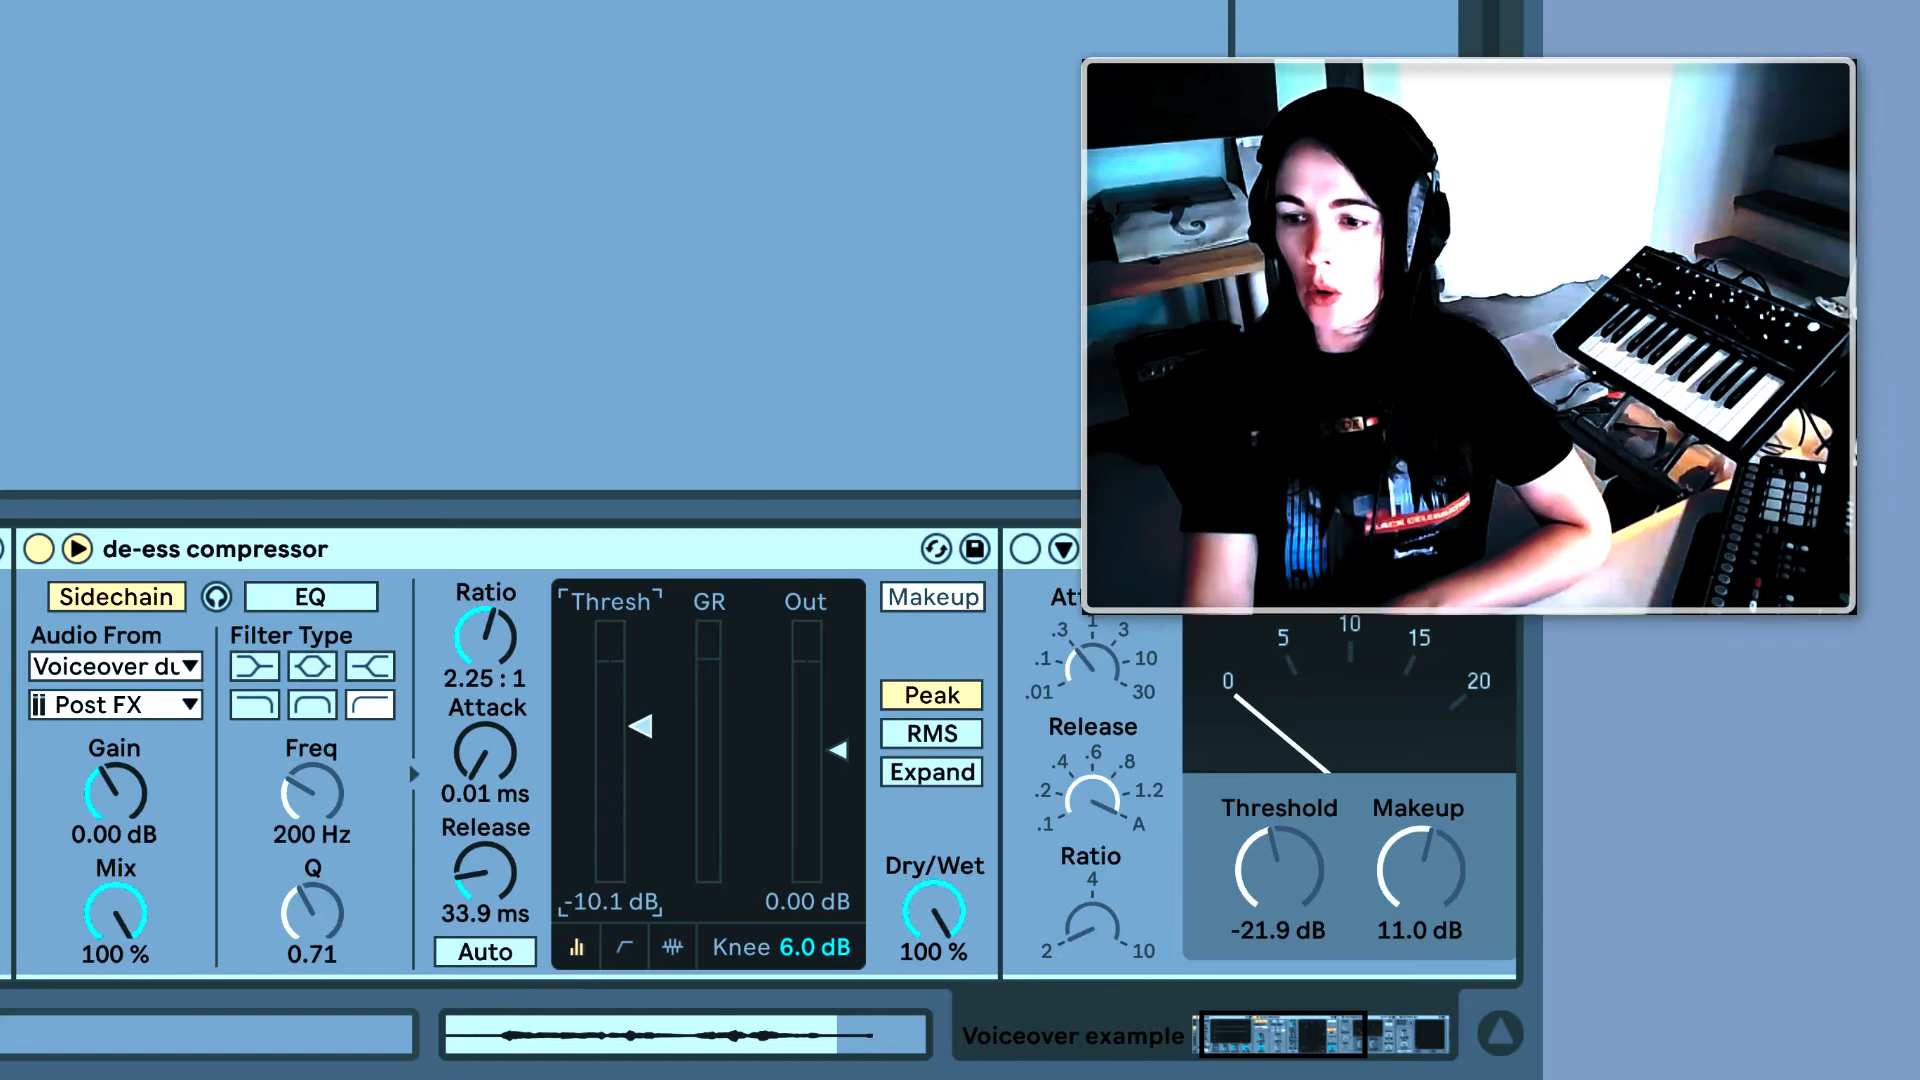 de-ess compressor
Sidechain
EQ
Audio From
Filter Type
Voiceover du
Post FX
Gain
0.00 dB
Mix
100 %
Freq
200 Hz
Q
0.71
Ratio
2.25 : 1
Attack
0.01 ms
Release
33.9 ms
Auto
Thresh
GR
Out
-10.1 dB
0.00 dB
Knee 6.0 dB
Makeup
Peak
RMS
Expand
Dry/Wet
100 %
Att
.01
.1
.3
1
3
10
30
Release
.1
.2
.4
.6
.8
1.2
A
Ratio
2
4
10
0
5
10
15
20
Threshold
-21.9 dB
Makeup
11.0 dB
Voiceover example